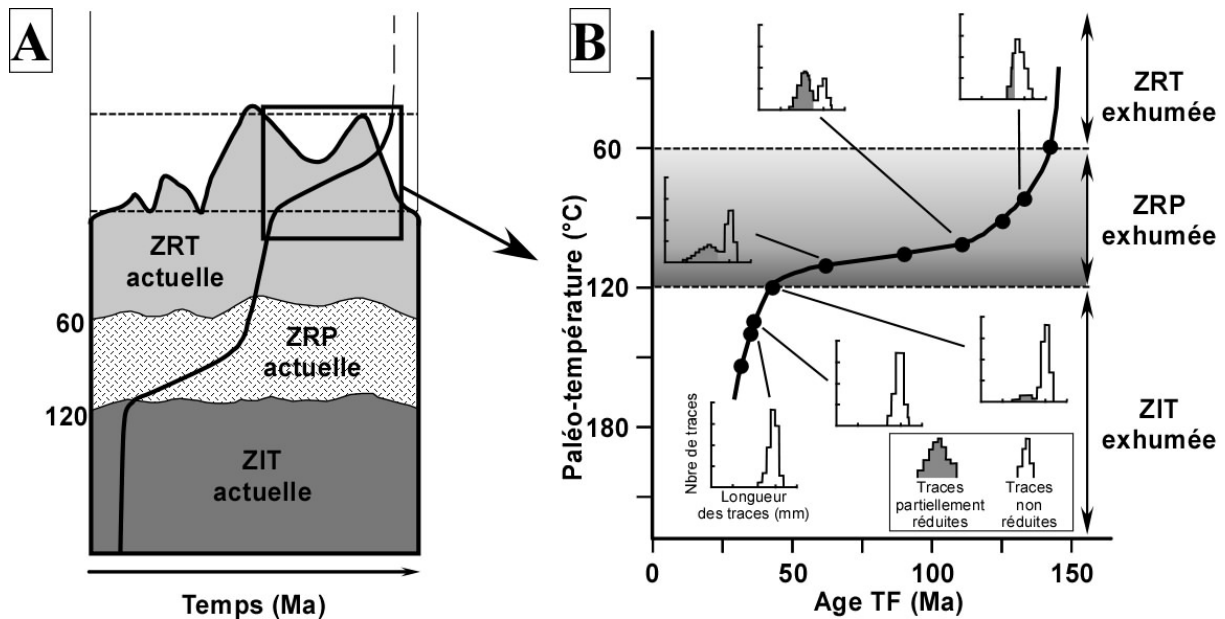 A
ZRT
actuelle
60
ZRP
actuelle
120
ZIT
actuelle
Temps (Ma)
B
Paléo-température (°C)
60
120
180
ZRT
exhumée
ZRP
exhumée
ZIT
exhumée
Nbre de traces
Longueur
des traces (mm)
Traces
partiellement
réduites
Traces
non
réduites
0
50
100
150
Age TF (Ma)